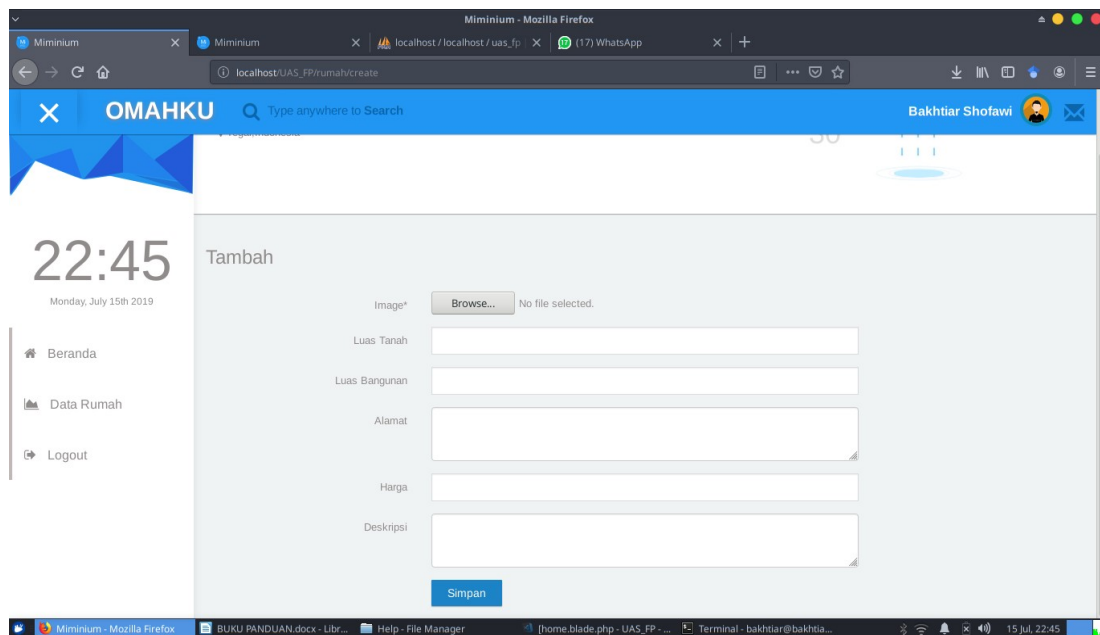 Miminium - Mozilla Firefox
Miminium
Miminium
localhost / localhost / uas_fp
(17) WhatsApp
localhost/UAS_FP/rumah/create
OMAHKU
Type anywhere to Search
Bakhtiar Shofawi
22:45
Monday, July 15th 2019
Beranda
Data Rumah
Logout
Tambah
Image*
Browse... No file selected.
Luas Tanah
Luas Bangunan
Alamat
Harga
Deskripsi
Simpan
Miminium - Mozilla Firefox
BUKU PANDUAN.docx - Libr...
Help - File Manager
[home.blade.php - UAS_FP - ...
Terminal - bakhtiar@bakhtia...
15 Jul, 22:45